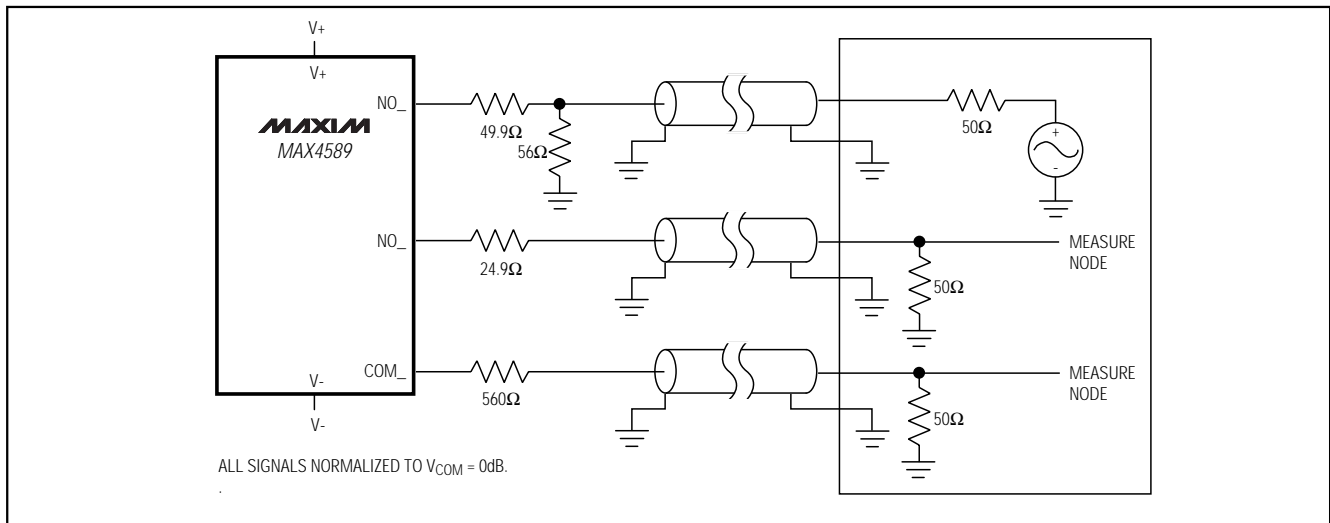 V+
V+
NO_
MAXIM
MAX4589
49.9Ω
56Ω
50Ω
+
-
NO_
24.9Ω
MEASURE
NODE
50Ω
COM_
560Ω
MEASURE
NODE
50Ω
V-
V-
ALL SIGNALS NORMALIZED TO VCOM = 0dB.
.